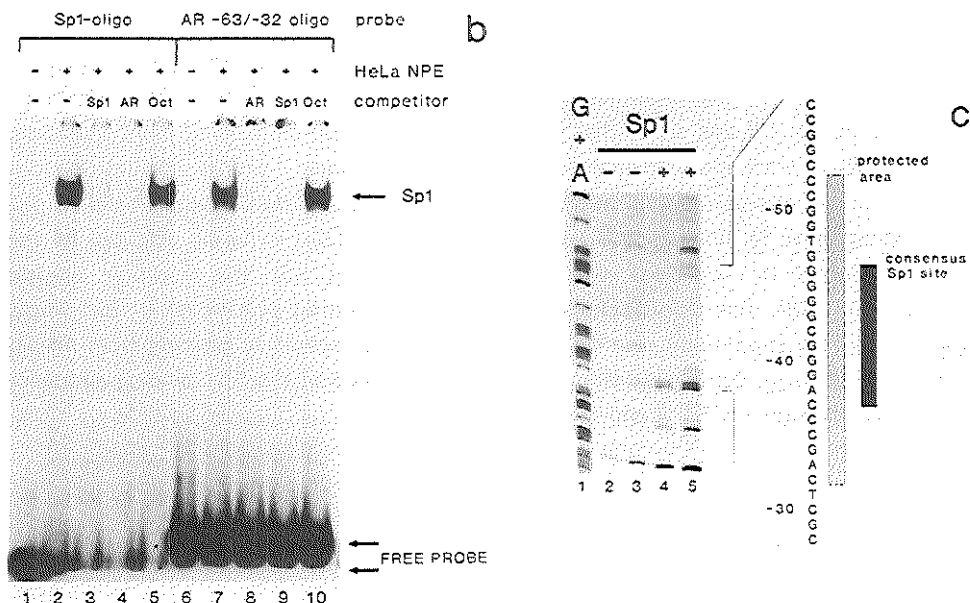 Sp1-oligo AR -63/-32 oligo probe
b
- + + + + - + + + + HeLa NPE
- - Sp1 AR Oct - - AR Sp1 Oct competitor
Sp1
FREE PROBE
1 2 3 4 5 6 7 8 9 10
c
G
+
A
Sp1
- - + +
1 2 3 4 5
C
C
G
G
C
C
C
G
G
T
G
G
G
G
G
C
G
G
G
A
C
C
C
G
A
C
T
C
G
C
-50
-40
-30
protected
area
consensus
Sp1 site